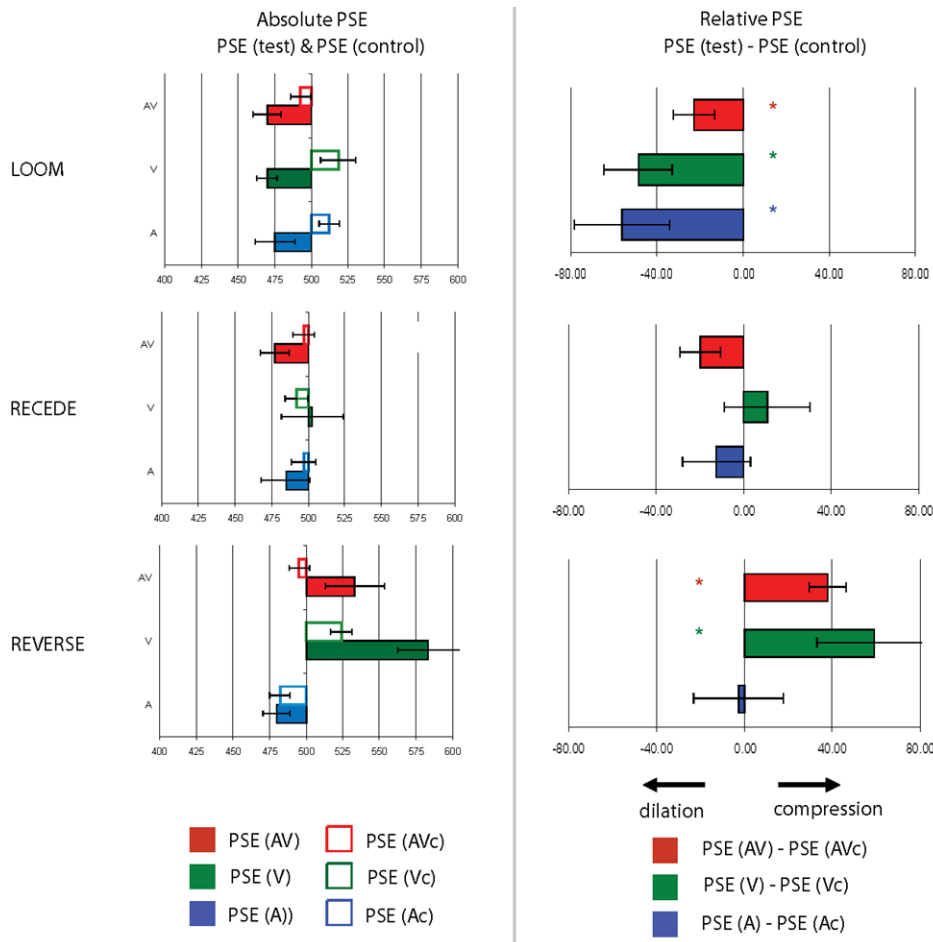 Absolute PSE
PSE (test) & PSE (control)
Relative PSE
PSE (test) - PSE (control)
LOOM
AV
V
A
400 425 450 475 500 525 550 575 600
*
*
*
-80.00 -40.00 0.00 40.00 80.00
RECEDE
AV
V
A
400 425 450 475 500 525 550 575 600
-80.00 -40.00 0.00 40.00 80.00
REVERSE
AV
V
A
400 425 450 475 500 525 550 575 600
*
*
-80.00 -40.00 0.00 40.00 80.00
dilation compression
PSE (AV) PSE (AVc)
PSE (V) PSE (Vc)
PSE (A)) PSE (Ac)
PSE (AV) - PSE (AVc)
PSE (V) - PSE (Vc)
PSE (A) - PSE (Ac)